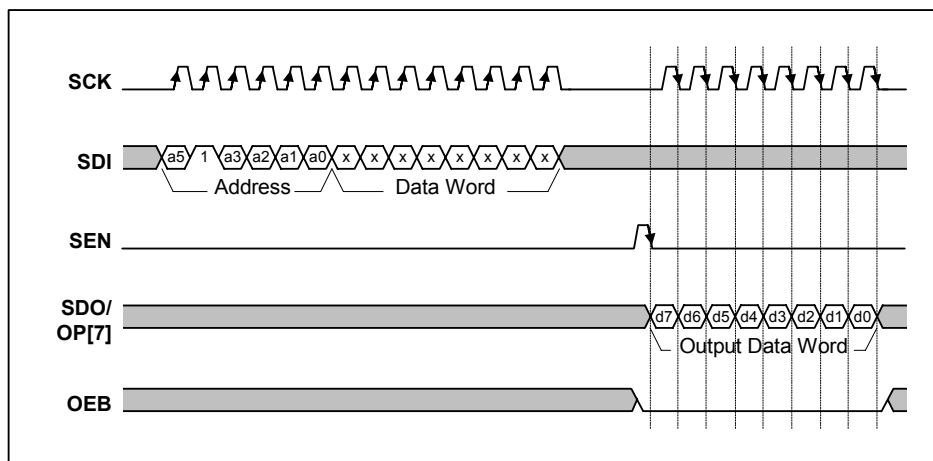 SCK
SDI
a5 1 a3 a2 a1 a0 x x x x x x x x
Address Data Word
SEN
SDO/
OP[7]
d7 d6 d5 d4 d3 d2 d1 d0
Output Data Word
OEB